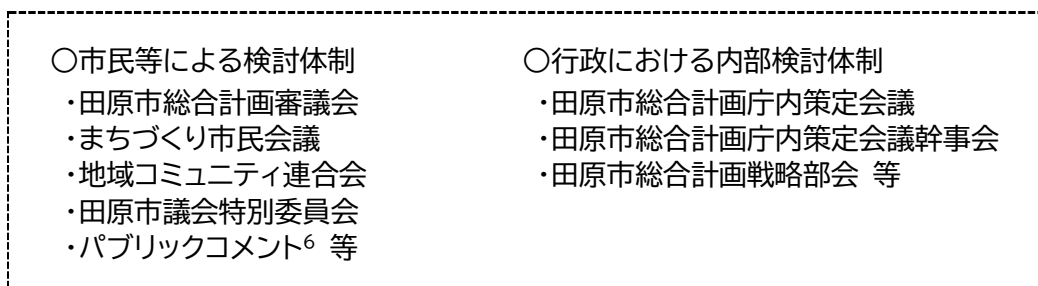 ○市民等による検討体制
・田原市総合計画審議会
・まちづくり市民会議
・地域コミュニティ連合会
・田原市議会特別委員会
・パブリックコメント⁶ 等
○行政における内部検討体制
・田原市総合計画庁内策定会議
・田原市総合計画庁内策定会議幹事会
・田原市総合計画戦略部会 等